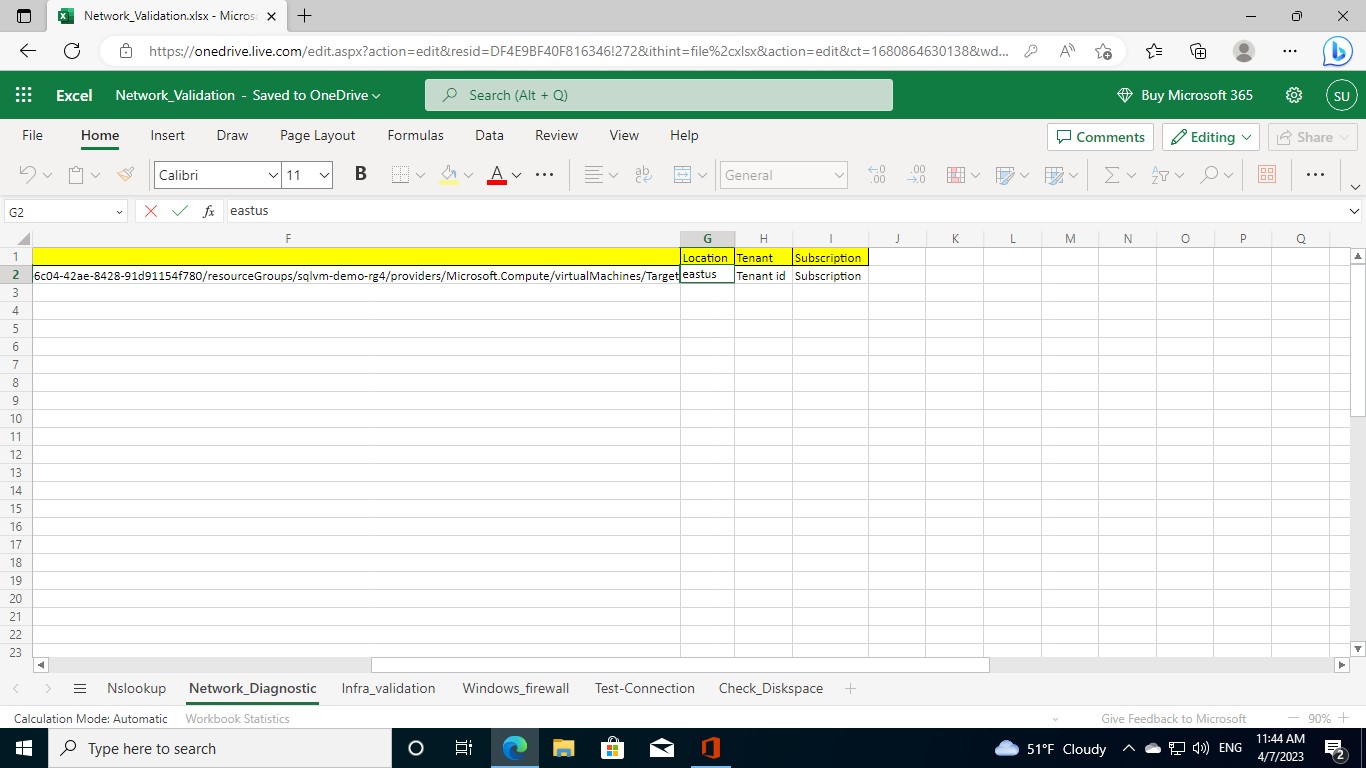 Network_Validation.xlsx - Micros
https://onedrive.live.com/edit.aspx?action=edit&resid=DF4E9BF40F816346!272&ithint=file%2cxlsx&action=edit&ct=1680864630138&wd...
Excel Network_Validation - Saved to OneDrive Search (Alt + Q) Buy Microsoft 365 SU
File Home Insert Draw Page Layout Formulas Data Review View Help Comments Editing Share
Calibri 11 B A ab General .00 .00
G2 fx eastus
F G H I J K L M N O P Q
1 Location Tenant Subscription
2 6c04-42ae-8428-91d91154f780/resourceGroups/sqlvm-demo-rg4/providers/Microsoft.Compute/virtualMachines/Target eastus Tenant id Subscription
3
4
5
6
7
8
9
10
11
12
13
14
15
16
17
18
19
20
21
22
23
Nslookup Network_Diagnostic Infra_validation Windows_firewall Test-Connection Check_Diskspace
Calculation Mode: Automatic Workbook Statistics Give Feedback to Microsoft 90%
Type here to search 51°F Cloudy ENG 11:44 AM
4/7/2023 2